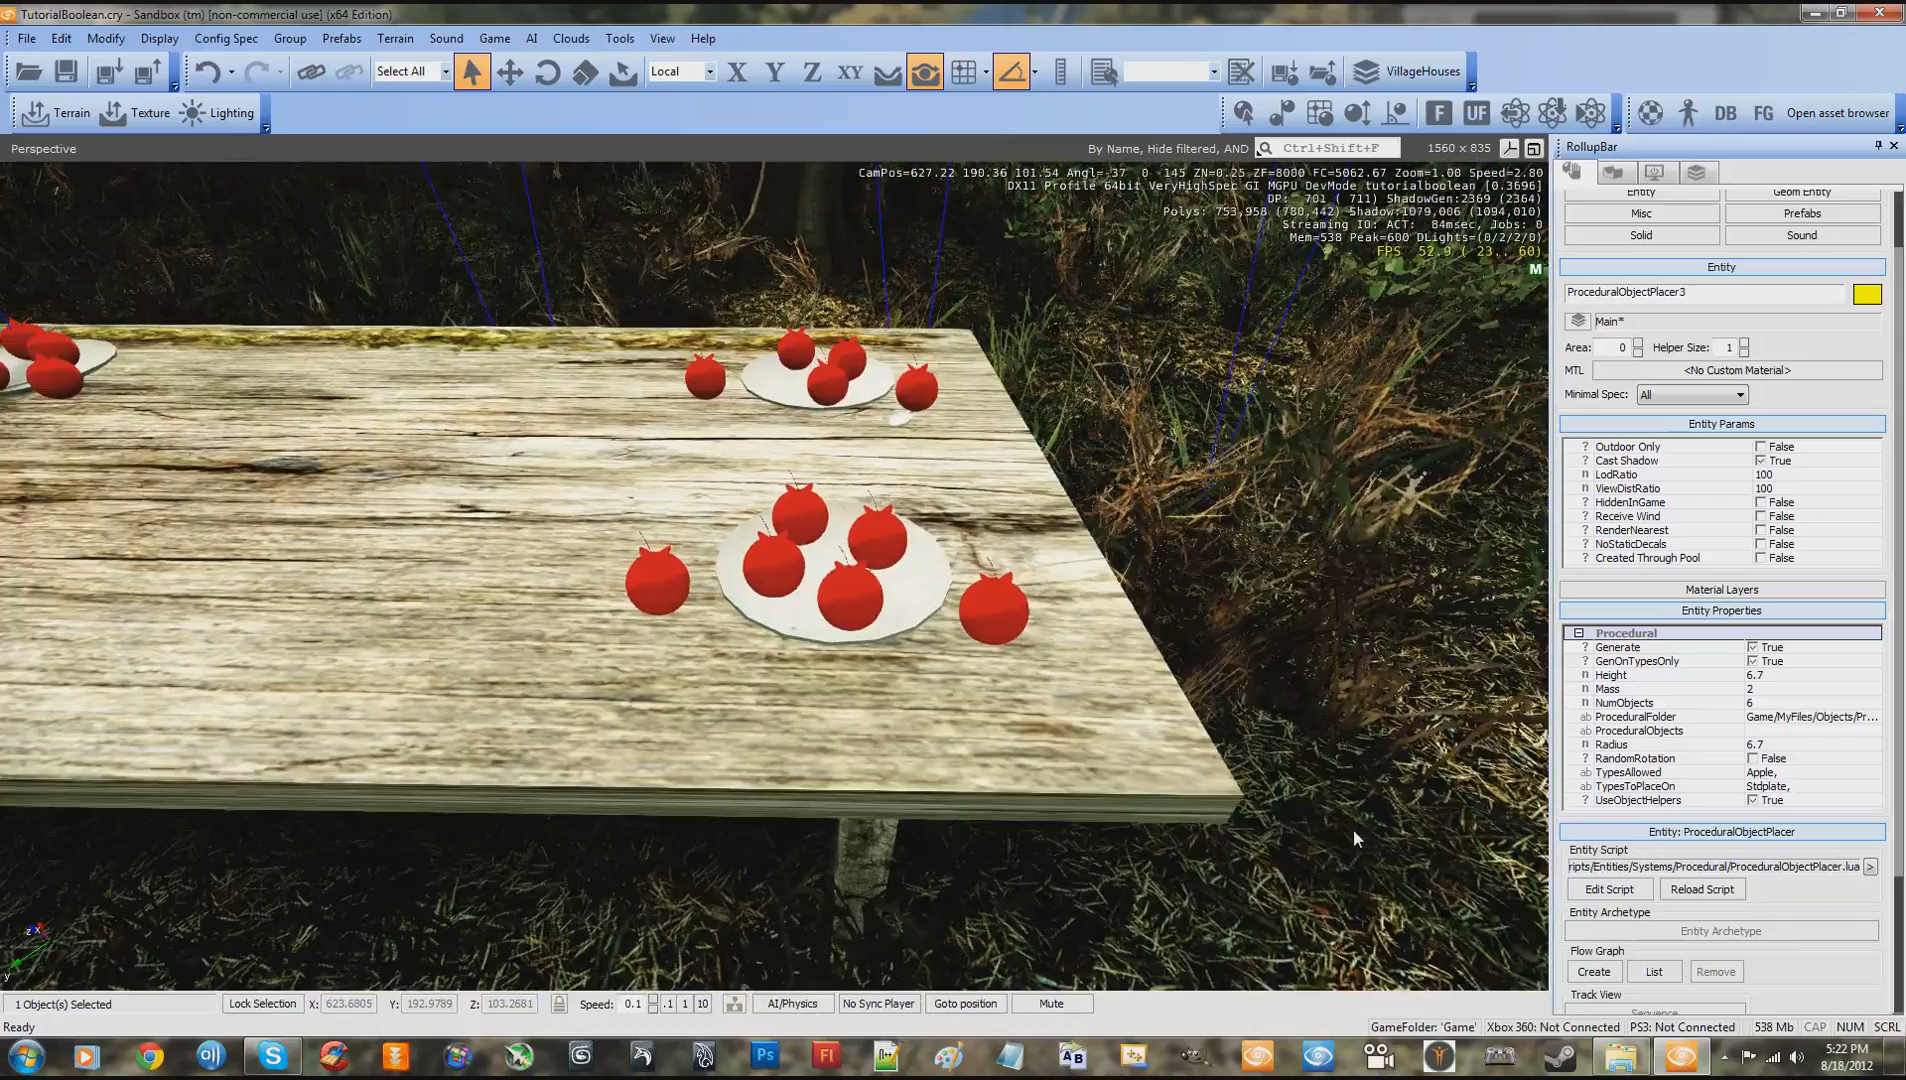 TutorialBoolean.cry - Sandbox (tm) [non-commercial use] (x64 Edition)
File Edit Modify Display Config Spec Group Prefabs Terrain Sound Game AI Clouds Tools View Help
Select All Local X Y Z XY VillageHouses
Terrain Texture Lighting F UF DB FG Open asset browser
Perspective By Name, Hide filtered, AND Ctrl+Shift+F 1560 x 835
CamPos=627.22 190.36 101.54 Angl=-37 0 -145 ZN=0.25 ZF=8000 FC=5062.67 Zoom=1.00 Speed=2.80
DX11 Profile 64bit VeryHighSpec GI MGPU DevMode tutorialboolean [0.3696]
DP: 701 ( 711) ShadowGen:2369 (2364)
Polys: 753,958 (780,442) Shadow:1079,006 (1094,010)
Streaming IO: ACT: 84msec, Jobs: 0
Mem=538 Peak=600 DLights=(0/2/2/0)
FPS 52.9 ( 23.. 60)
M
RollupBar
Entity Geom Entity
Misc Prefabs
Solid Sound
Entity
ProceduralObjectPlacer3
Main*
Area: 0 Helper Size: 1
MTL <No Custom Material>
Minimal Spec: All
Entity Params
? Outdoor Only False
? Cast Shadow True
n LodRatio 100
n ViewDistRatio 100
? HiddenInGame False
? Receive Wind False
? RenderNearest False
? NoStaticDecals False
? Created Through Pool False
Material Layers
Entity Properties
Procedural
? Generate True
? GenOnTypesOnly True
n Height 6.7
n Mass 2
n NumObjects 6
ab ProceduralFolder Game/MyFiles/Objects/Pr...
ab ProceduralObjects
n Radius 6.7
? RandomRotation False
ab TypesAllowed Apple,
ab TypesToPlaceOn Stdplate,
? UseObjectHelpers True
Entity: ProceduralObjectPlacer
Entity Script
ripts/Entities/Systems/Procedural/ProceduralObjectPlacer.lua >
Edit Script Reload Script
Entity Archetype
Entity Archetype
Flow Graph
Create List Remove
Track View
Sequence
z x
y
1 Object(s) Selected Lock Selection X: 623.6805 Y: 192.9789 Z: 103.2681 Speed: 0.1 .1 1 10 AI/Physics No Sync Player Goto position Mute
Ready GameFolder: 'Game' Xbox 360: Not Connected PS3: Not Connected 538 Mb CAP NUM SCRL
Ps Fl AB
5:22 PM
8/18/2012